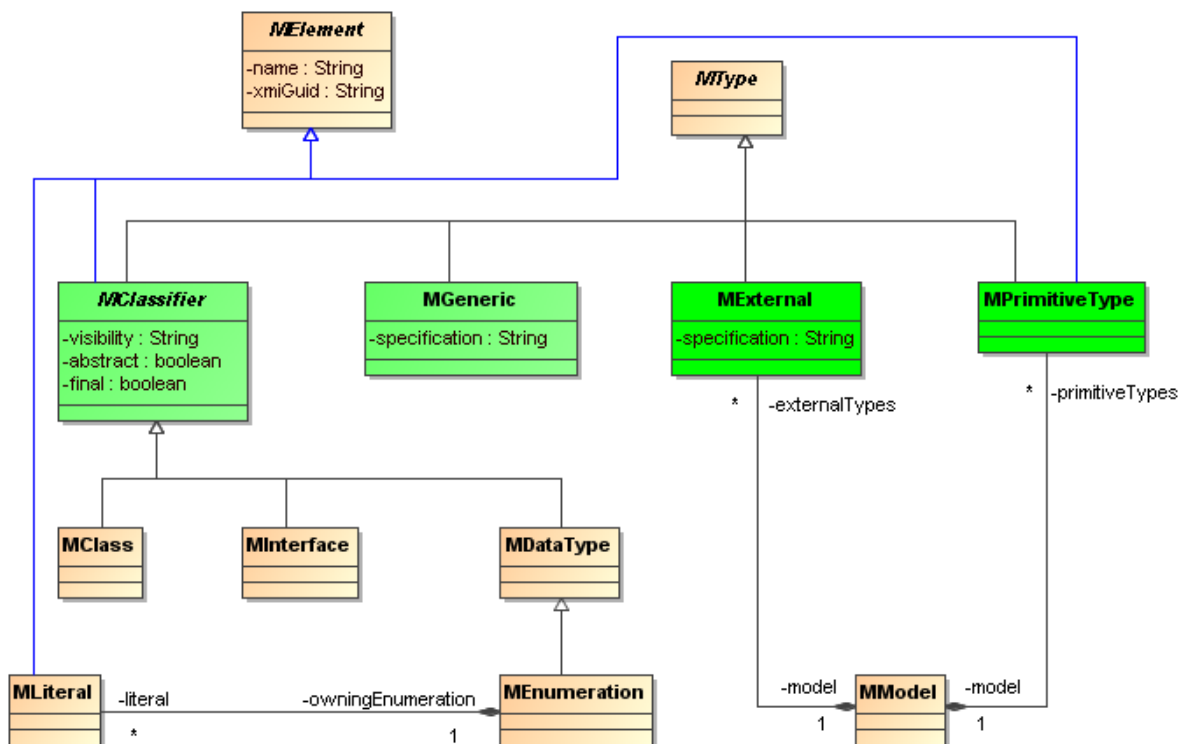 MElement
-name : String
-xmiGuid : String
MType
MClassifier
-visibility : String
-abstract : boolean
-final : boolean
MGeneric
-specification : String
MExternal
-specification : String
MPrimitiveType
* -externalTypes
* -primitiveTypes
MClass
MInterface
MDataType
MLiteral
-literal
*
-owningEnumeration
1
MEnumeration
-model
1
MModel
-model
1